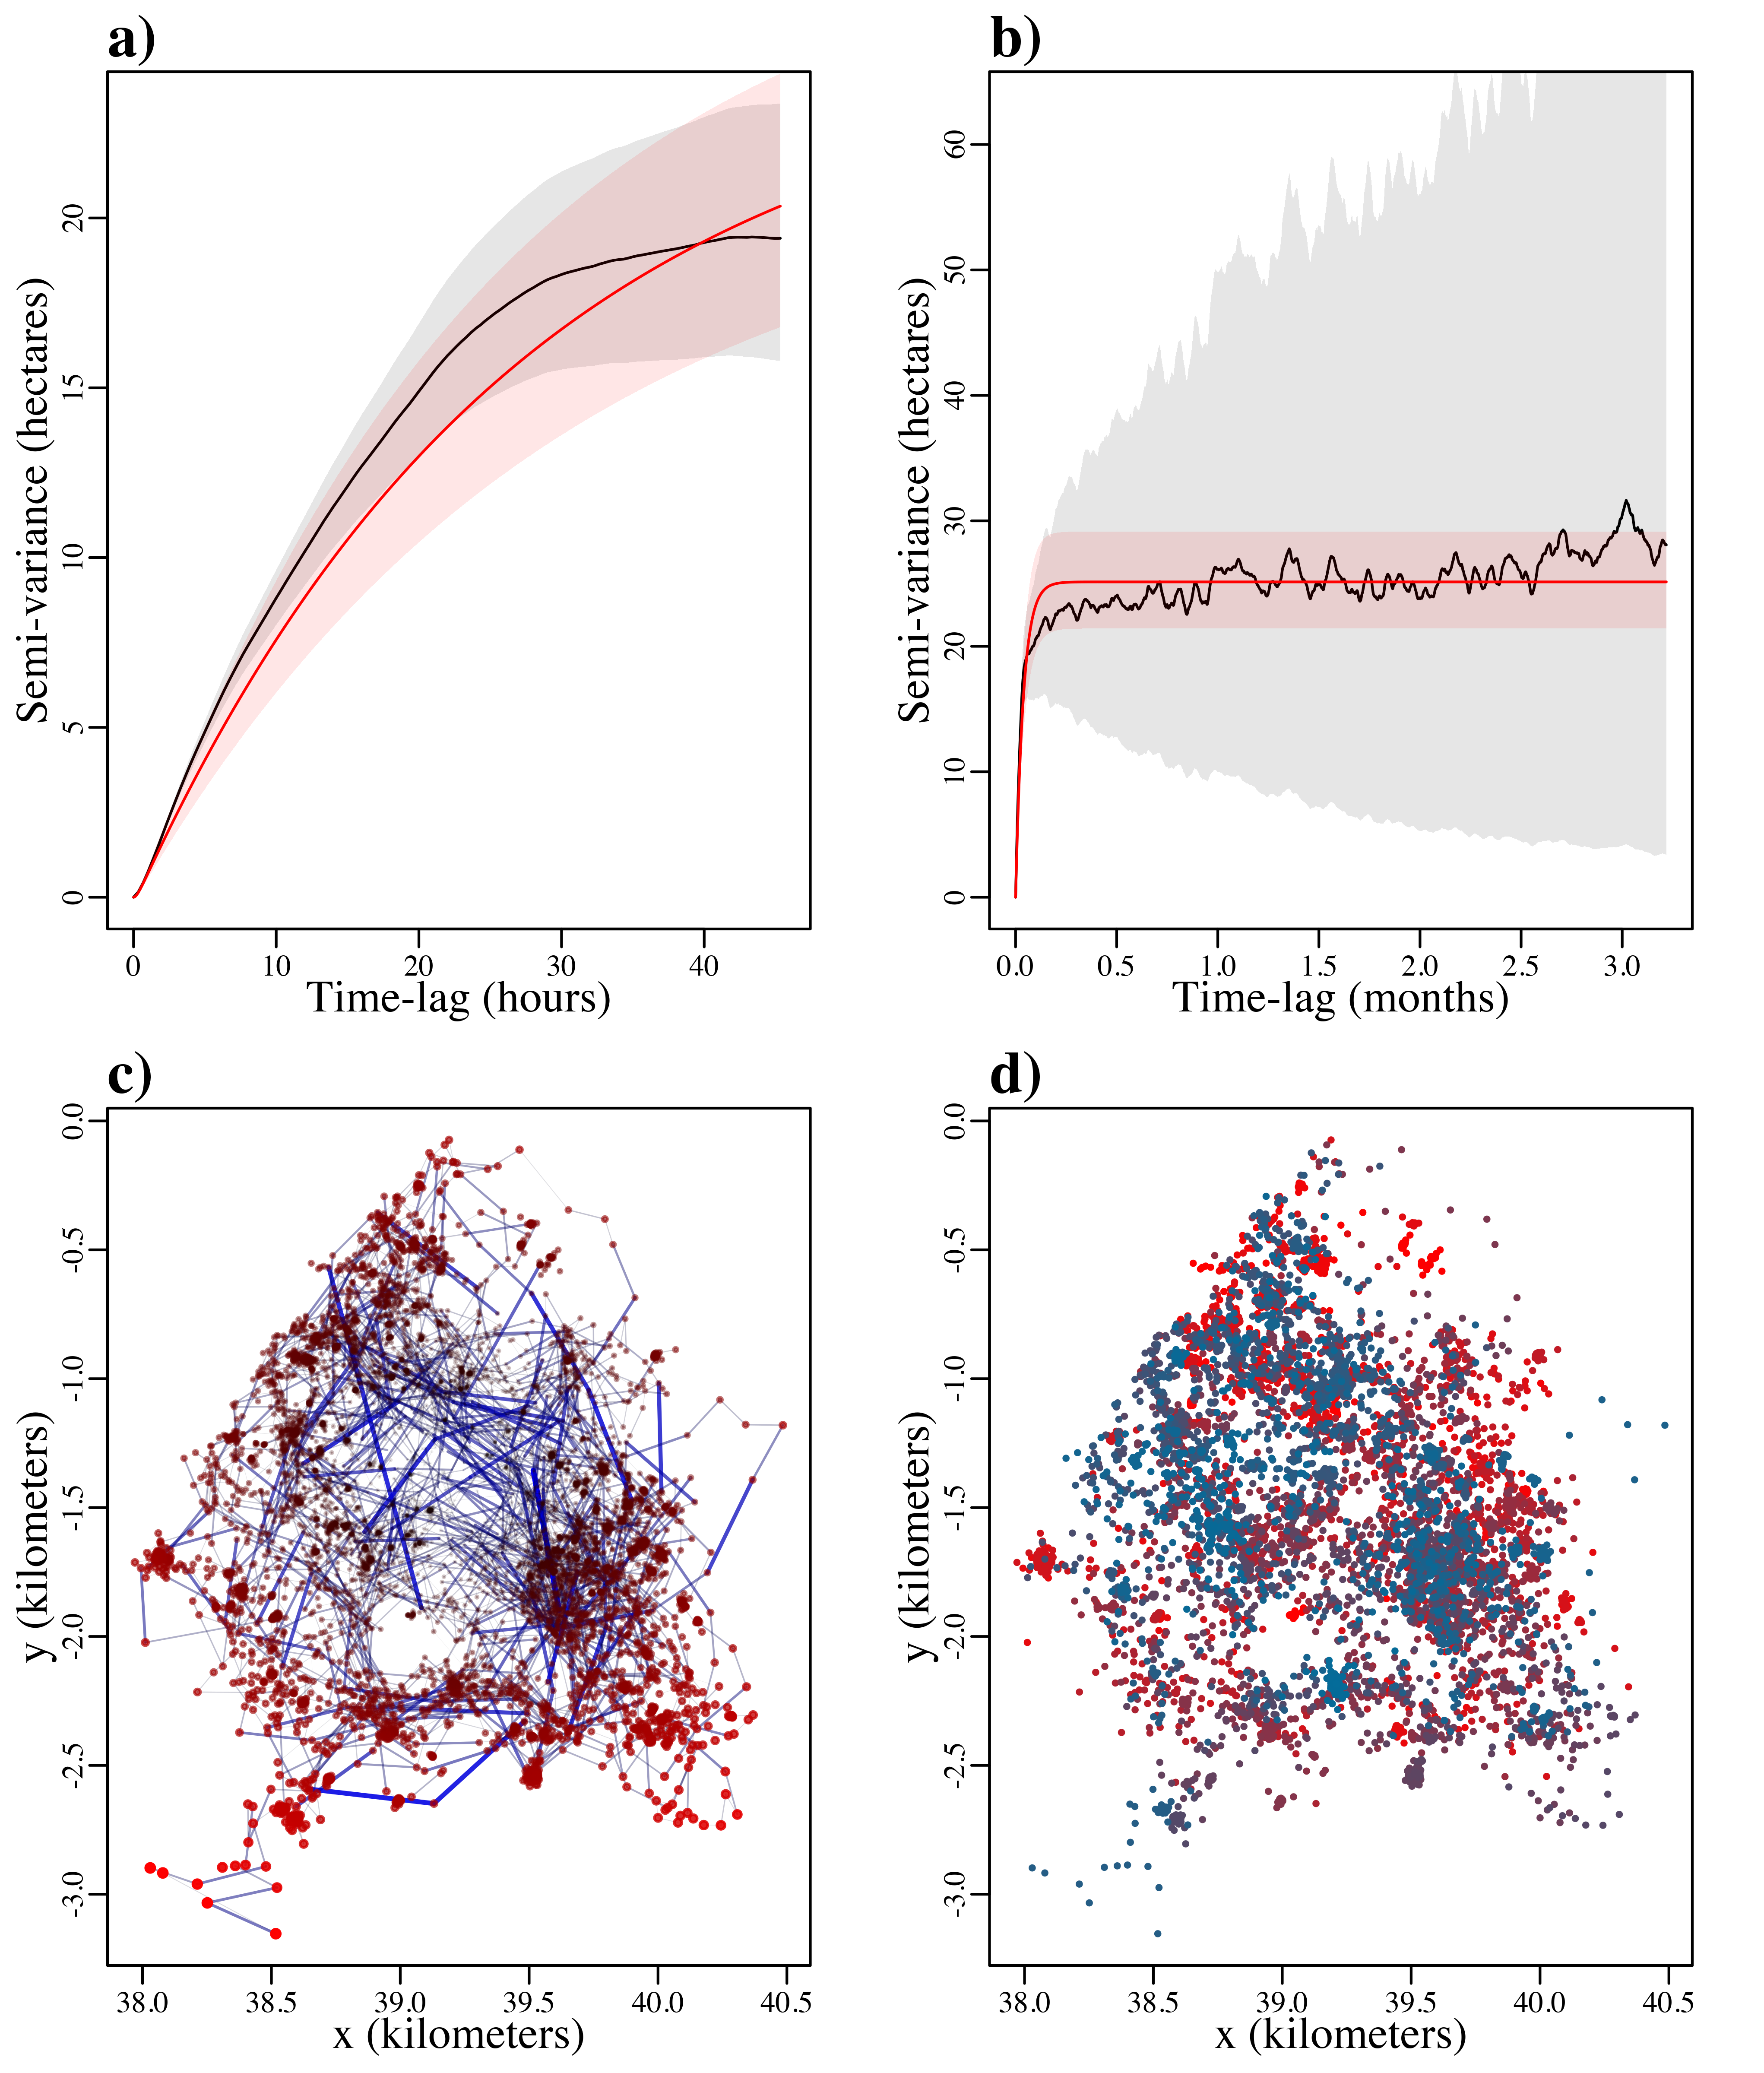 a)
Semi-variance (hectares)
0 5 10 15 20
0 10 20 30 40
Time-lag (hours)
b)
Semi-variance (hectares)
0 10 20 30 40 50 60
0.0 0.5 1.0 1.5 2.0 2.5 3.0
Time-lag (months)
c)
y (kilometers)
-3.0 -2.5 -2.0 -1.5 -1.0 -0.5 0.0
38.0 38.5 39.0 39.5 40.0 40.5
x (kilometers)
d)
y (kilometers)
-3.0 -2.5 -2.0 -1.5 -1.0 -0.5 0.0
38.0 38.5 39.0 39.5 40.0 40.5
x (kilometers)